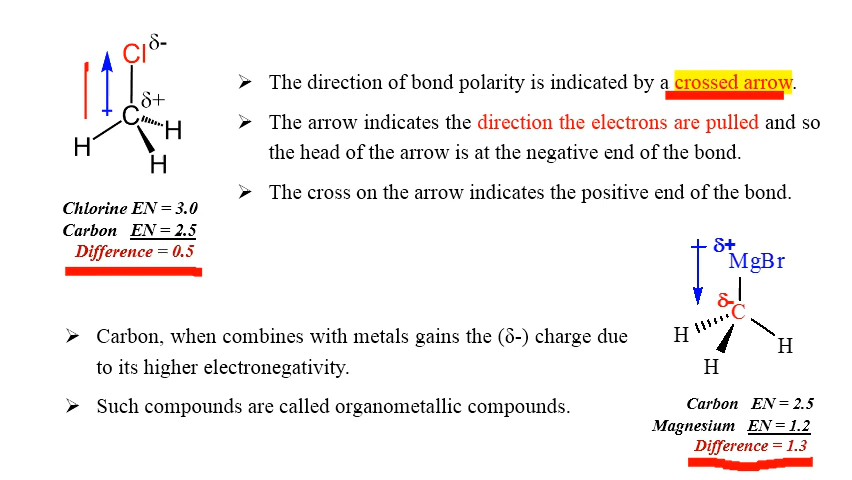 Cl δ-
δ+
C
H
H
H
➢ The direction of bond polarity is indicated by a crossed arrow.
➢ The arrow indicates the direction the electrons are pulled and so
the head of the arrow is at the negative end of the bond.
➢ The cross on the arrow indicates the positive end of the bond.
Chlorine EN = 3.0
Carbon EN = 2.5
Difference = 0.5
δ+
MgBr
δ-
C
H
H
H
➢ Carbon, when combines with metals gains the (δ-) charge due
to its higher electronegativity.
➢ Such compounds are called organometallic compounds.
Carbon EN = 2.5
Magnesium EN = 1.2
Difference = 1.3